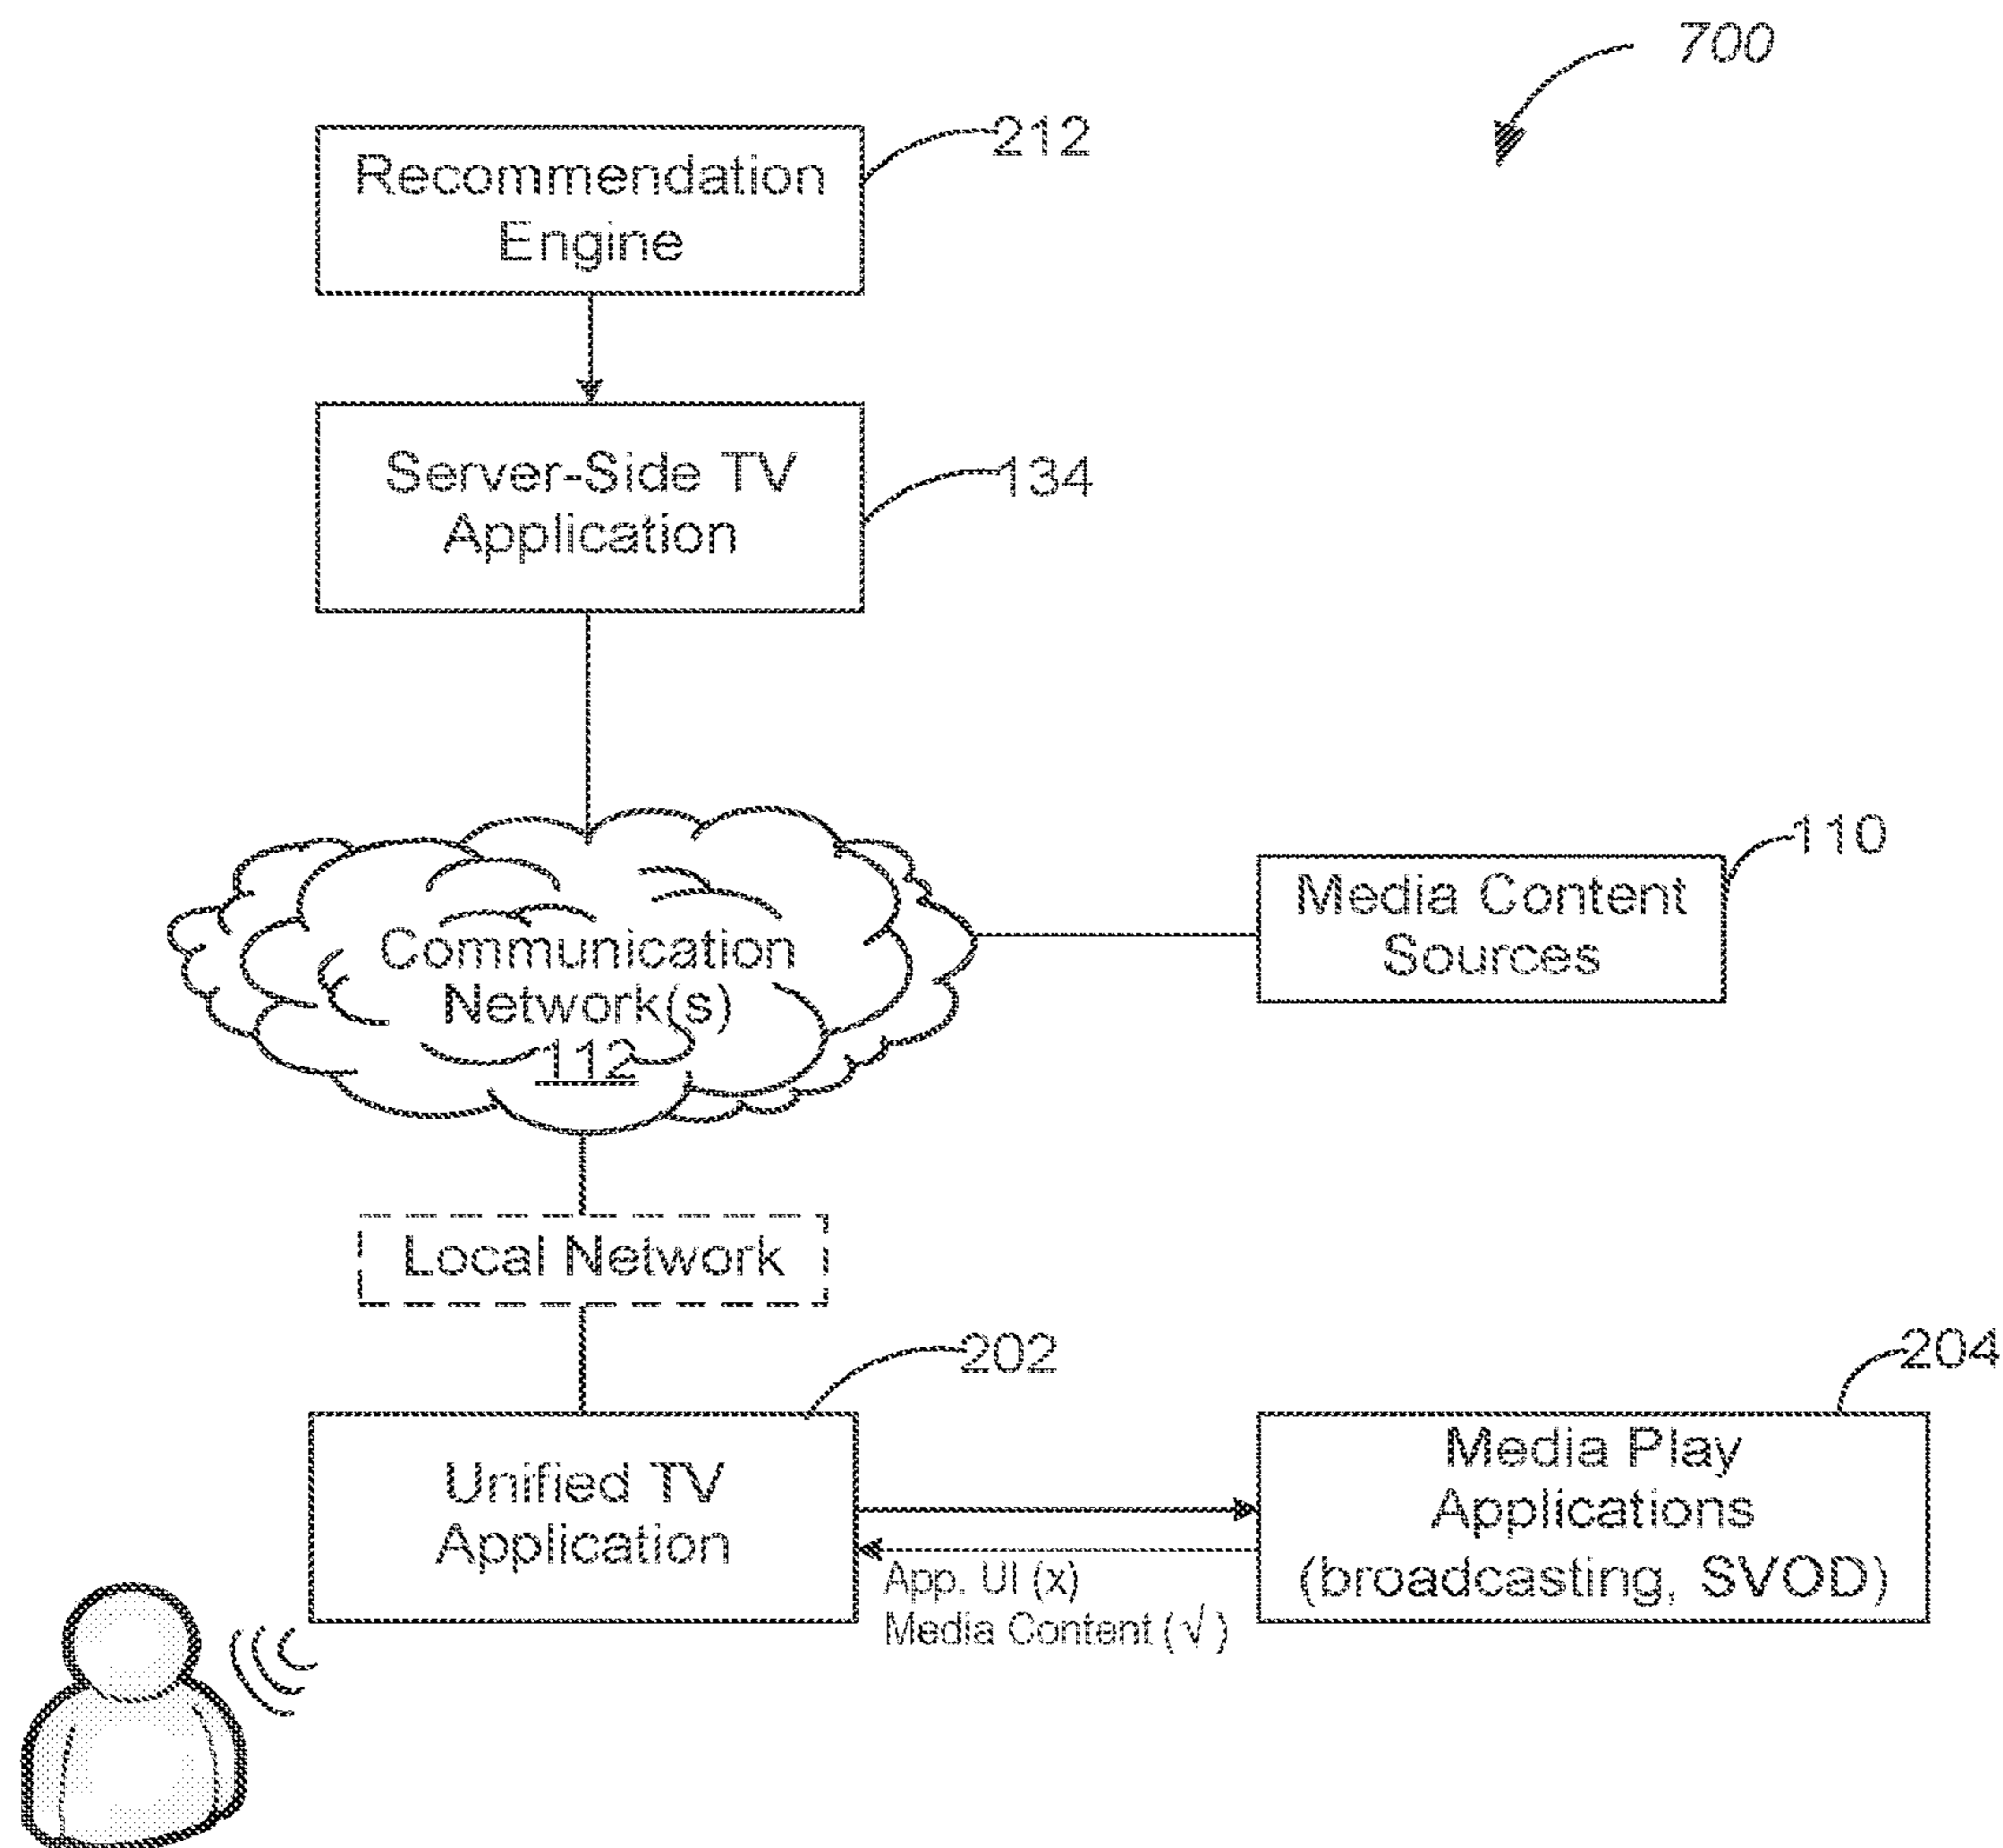 700
212
Recommendation
Engine
Server-Side TV
Application
134
110
Media Content
Sources
Communication
Network(s)
112
Local Network
202
204
Unified TV
Application
Media Play
Applications
(broadcasting, SVOD)
App. UI (x)
Media Content (√)